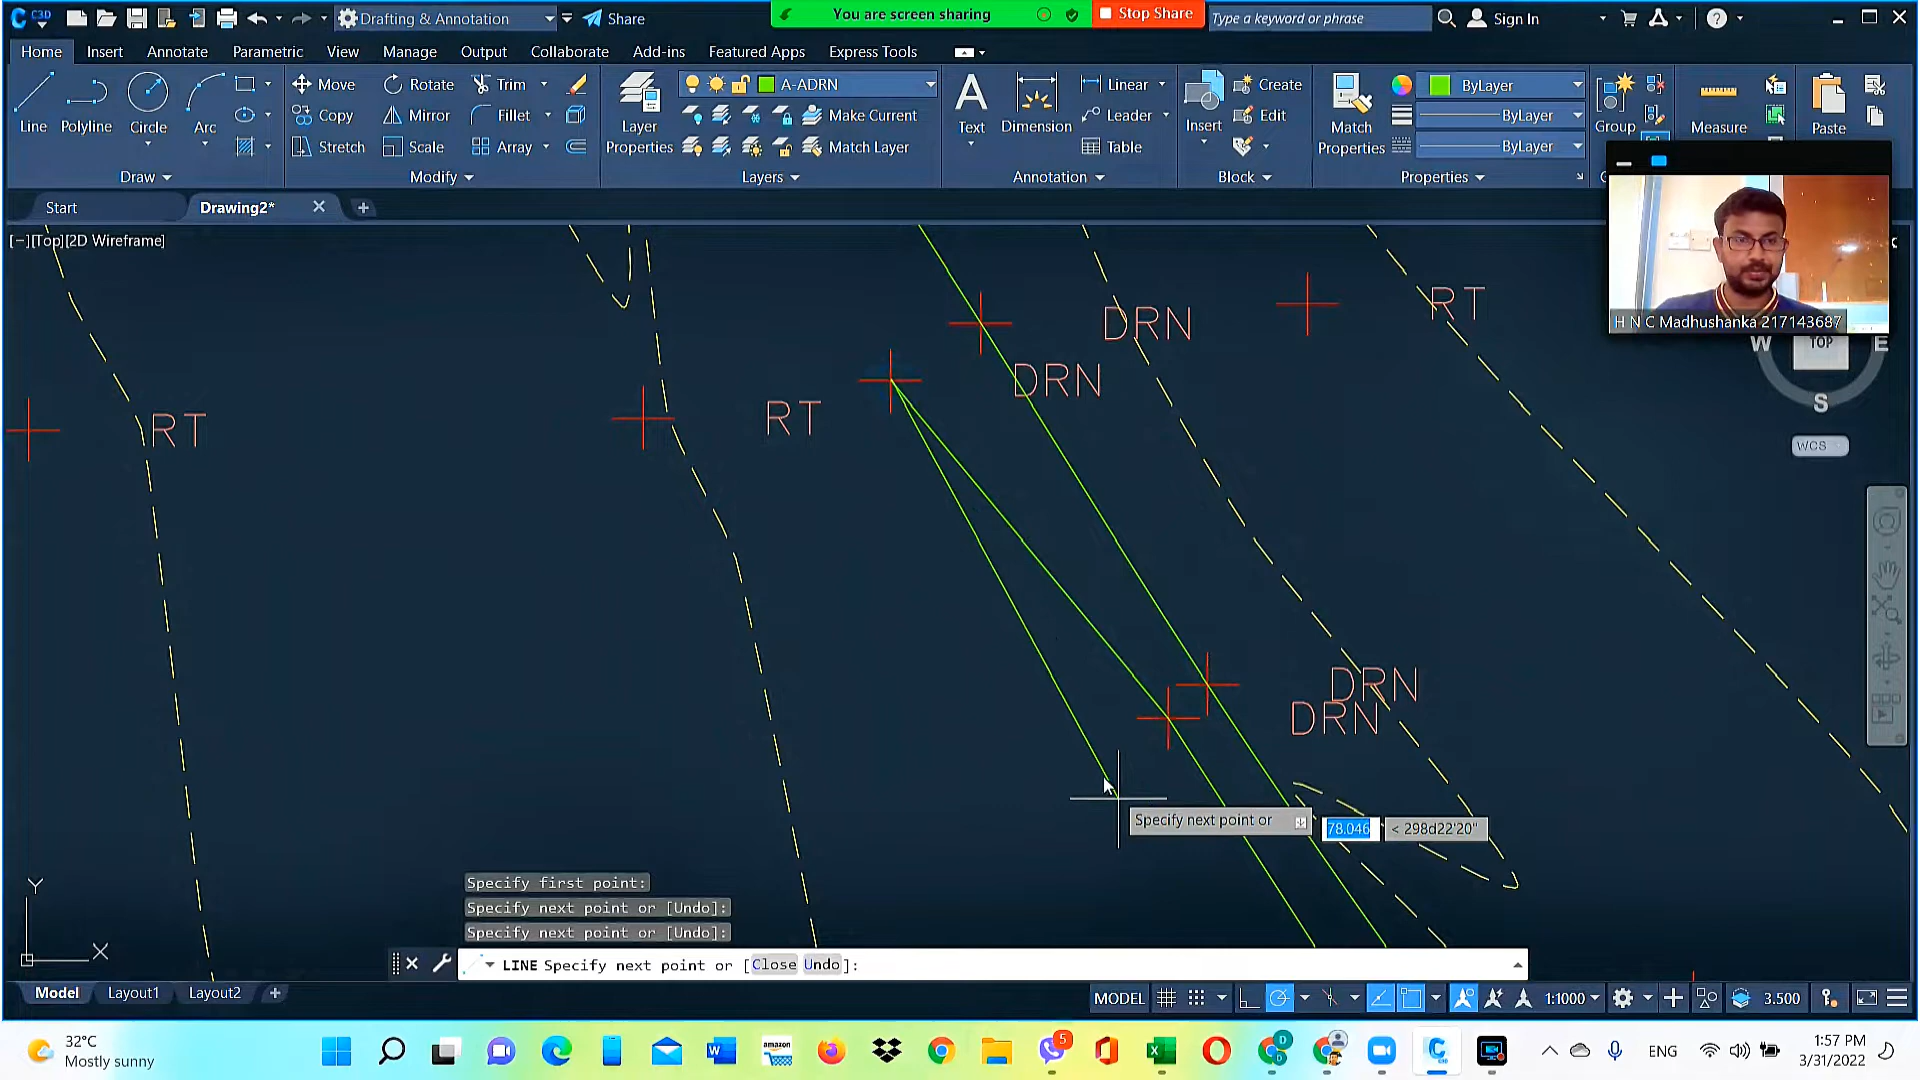 C3D
Drafting & Annotation
Share
You are screen sharing
Stop Share
Type a keyword or phrase
Sign In
Home Insert Annotate Parametric View Manage Output Collaborate Add-ins Featured Apps Express Tools
Line
Polyline
Circle
Arc
Move
Rotate
Trim
Copy
Mirror
Fillet
Stretch
Scale
Array
Layer
Properties
A-ADRN
Make Current
Match Layer
Text
Dimension
Linear
Leader
Table
Insert
Create
Edit
Match
Properties
ByLayer
ByLayer
ByLayer
Group
Measure
Paste
Draw
Modify
Layers
Annotation
Block
Properties
Start
Drawing2*
[−][Top][2D Wireframe]
H N C Madhushanka 217143687
W TOP E
S
WCS
RT
DRN
DRN
RT
RT
DRN
DRN
Specify next point or
78.046
< 298d22'20"
Y
X
Specify first point:
Specify next point or [Undo]:
Specify next point or [Undo]:
LINE Specify next point or [Close Undo]:
Model Layout1 Layout2
MODEL
1:1000
3.500
32°C
Mostly sunny
amazon
5
D
D
ENG
1:57 PM
3/31/2022